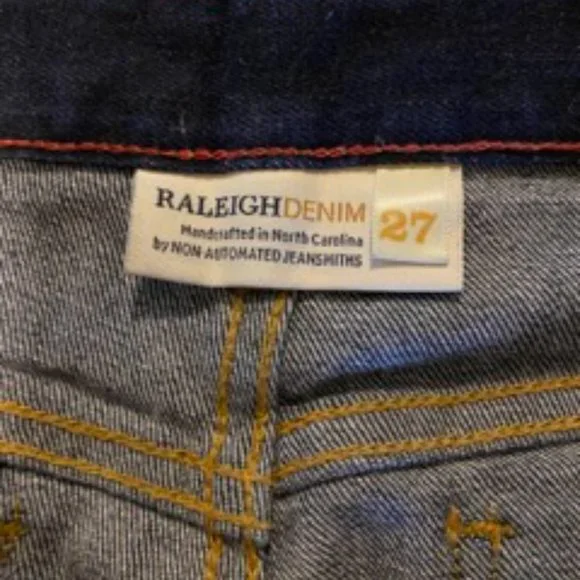 RALEIGHDENIM 27
Handcrafted in North Carolina
by NON-AUTOMATED JEANSMITHS